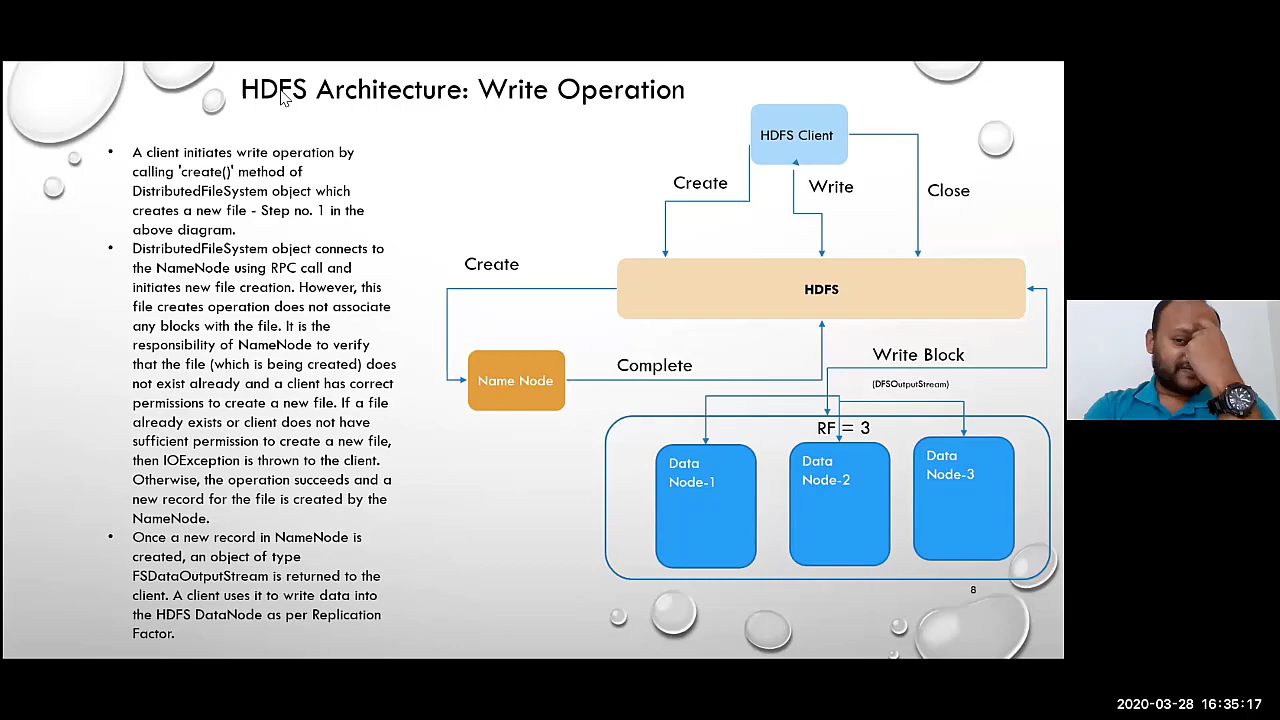 HDFS Architecture: Write Operation
A client initiates write operation by
calling 'create()' method of
DistributedFileSystem object which
creates a new file - Step no. 1 in the
above diagram.
DistributedFileSystem object connects to
the NameNode using RPC call and
initiates new file creation. However, this
file creates operation does not associate
any blocks with the file. It is the
responsibility of NameNode to verify
that the file (which is being created) does
not exist already and a client has correct
permissions to create a new file. If a file
already exists or client does not have
sufficient permission to create a new file,
then IOException is thrown to the client.
Otherwise, the operation succeeds and a
new record for the file is created by the
NameNode.
Once a new record in NameNode is
created, an object of type
FSDataOutputStream is returned to the
client. A client uses it to write data into
the HDFS DataNode as per Replication
Factor.
HDFS Client
Create
Write
Close
Create
HDFS
Name Node
Complete
Write Block
(DFSOutputStream)
RF = 3
Data
Node-1
Data
Node-2
Data
Node-3
8
2020-03-28 16:35:17